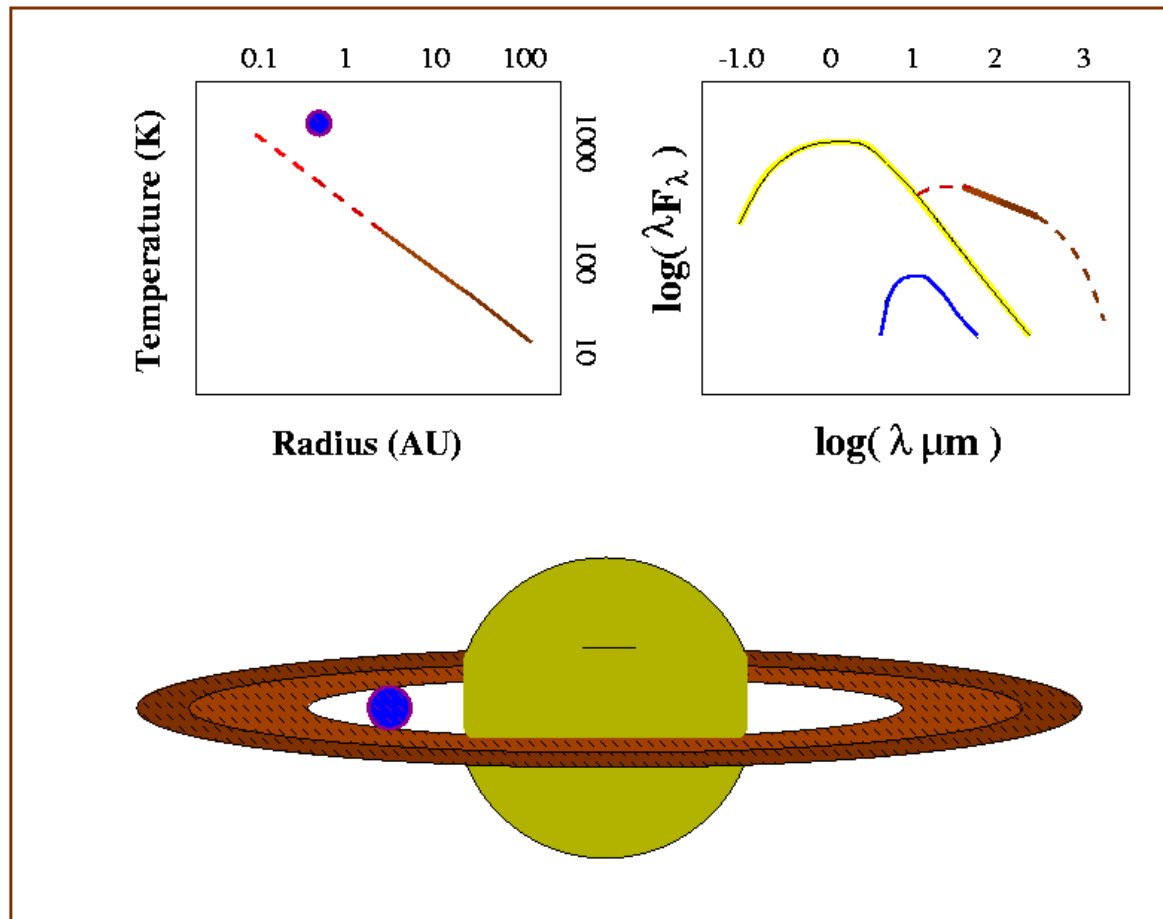 0.1 1 10 100
Temperature (K)
1000
100
10
Radius (AU)
-1.0 0 1 2 3
log(λFλ)
log(λ μm)